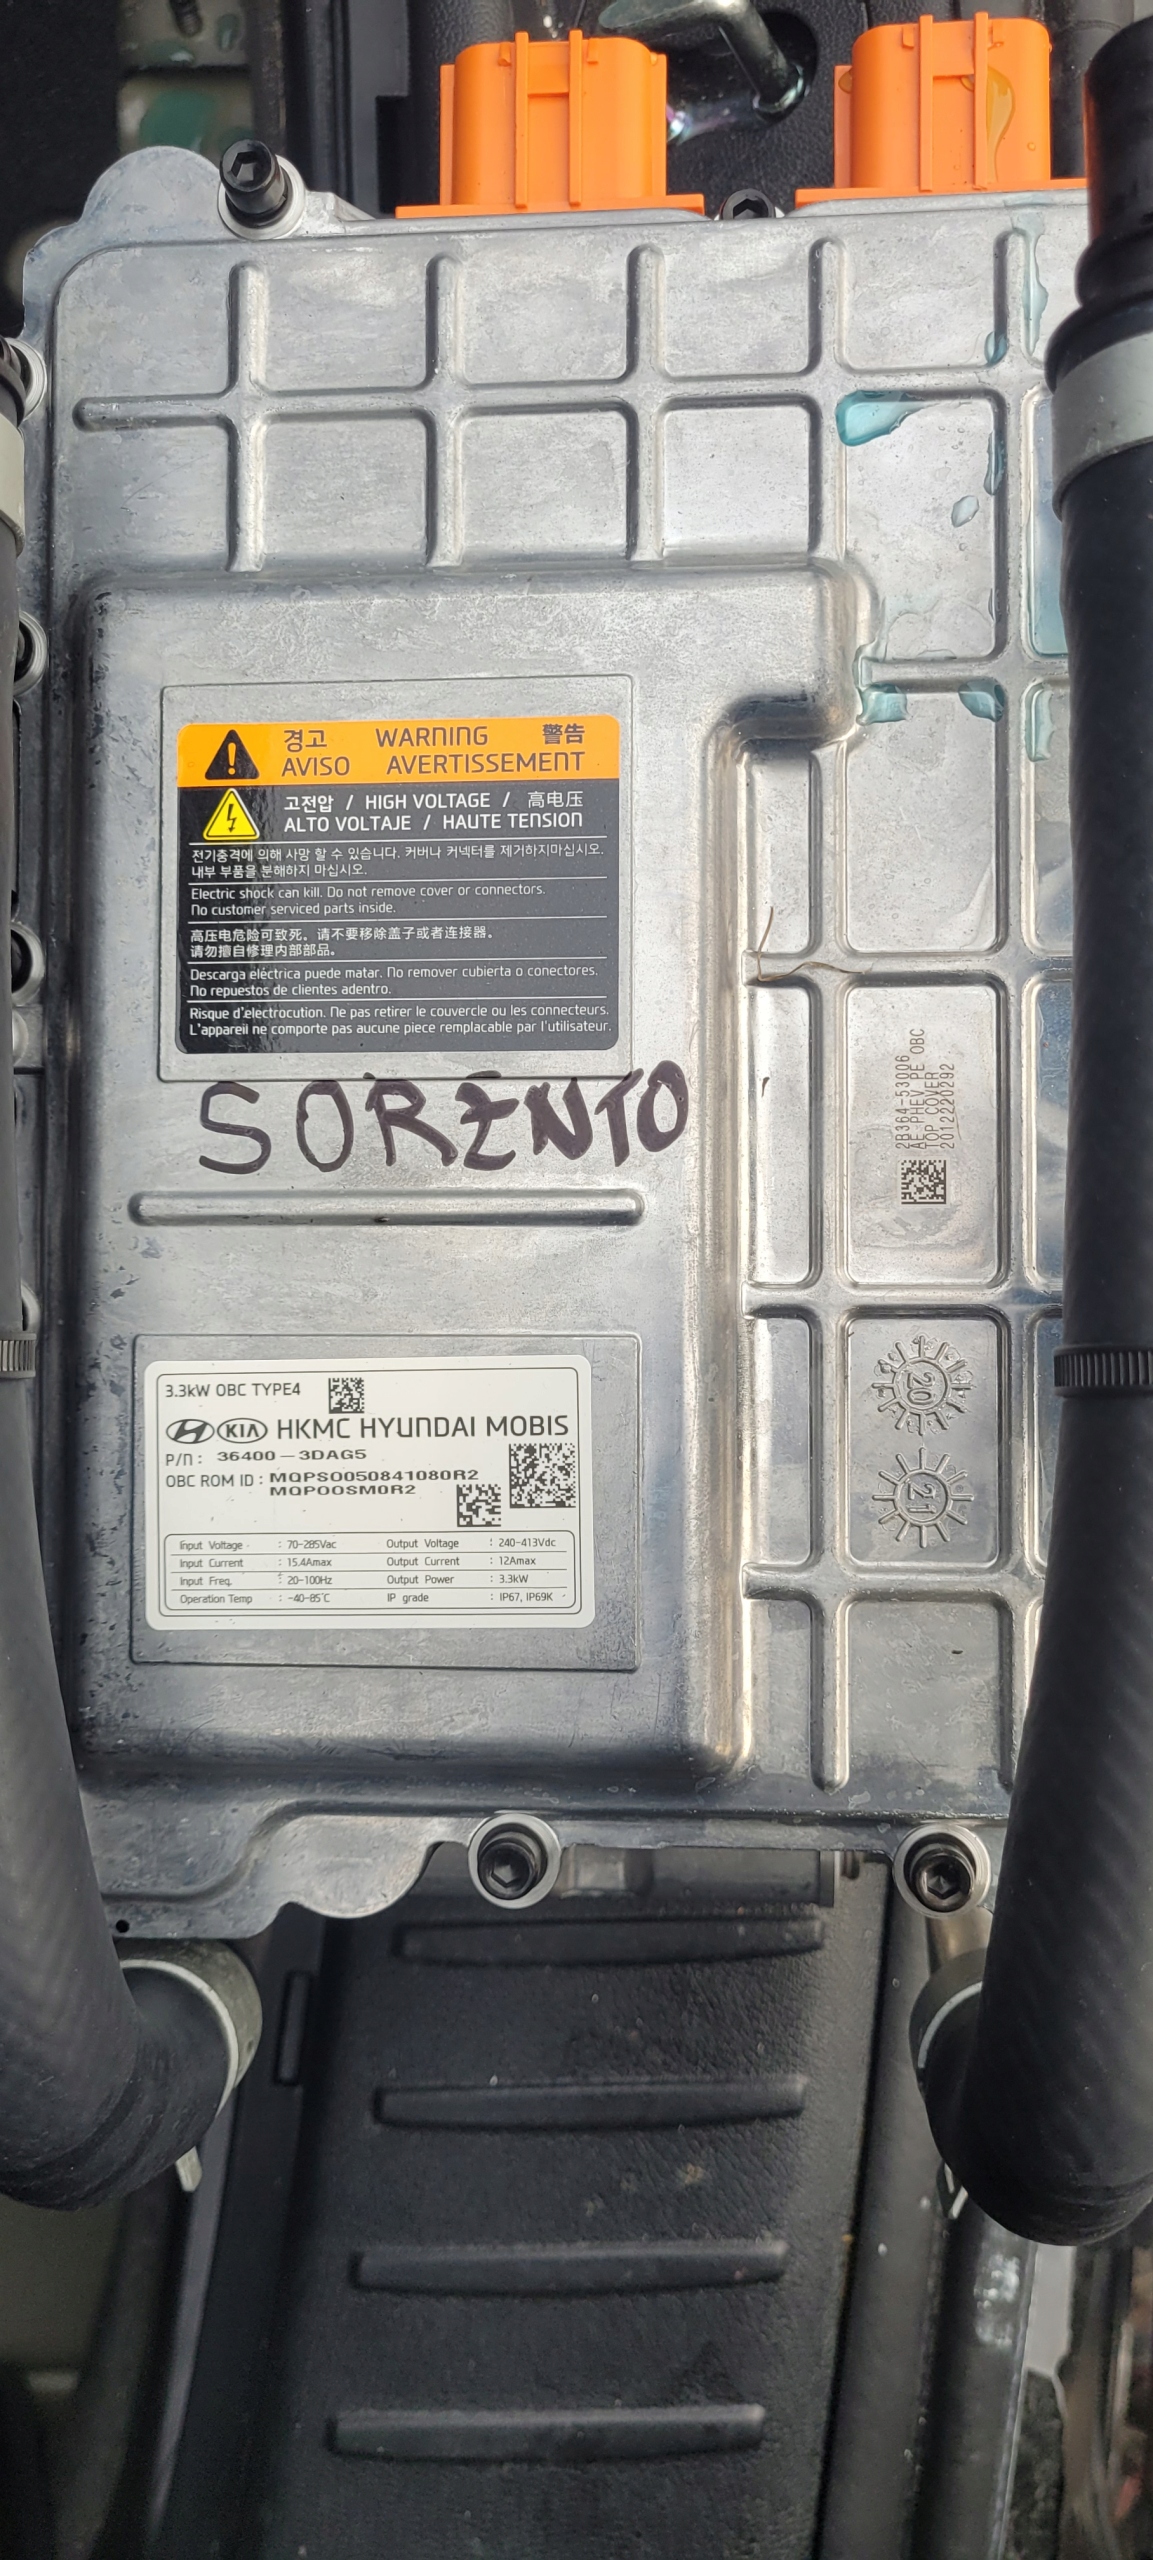 경고 WARNING 警告
AVISO AVERTISSEMENT
고전압 / HIGH VOLTAGE / 高电压
ALTO VOLTAJE / HAUTE TENSION
전기충격에 의해 사망 할 수 있습니다. 커버나 커넥터를 제거하지마십시오.
내부 부품을 분해하지 마십시오.
Electric shock can kill. Do not remove cover or connectors.
No customer serviced parts inside.
高压电危险可致死。请不要移除盖子或者连接器。
请勿擅自修理内部部品。
Descarga eléctrica puede matar. No remover cubierta o conectores.
No repuestos de clientes adentro.
Risque d'électrocution. Ne pas retirer le couvercle ou les connecteurs.
L'appareil ne comporte pas aucune piece remplacable par l'utilisateur.
SORENTO
2B364-53006
AE PHEV PE OBC
TOP COVER
2012220292
20
21
3.3kW OBC TYPE4
KIA HKMC HYUNDAI MOBIS
P/N : 36400-3DAG5
OBC ROM ID : MQPS0050841080R2
MQP00SM0R2
Input Voltage : 70-285Vac Output Voltage : 240-413Vdc
Input Current : 15.4Amax Output Current : 12Amax
Input Freq. : 20-100Hz Output Power : 3.3kW
Operation Temp : -40-85℃ IP grade : IP67, IP69K